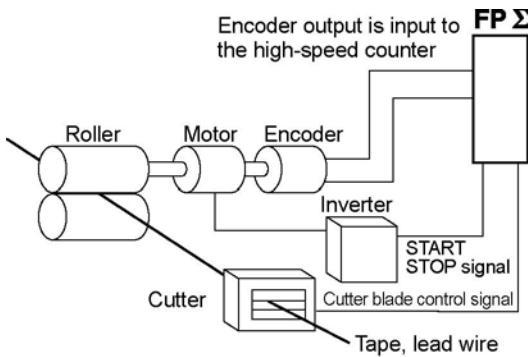 Encoder output is input to
the high-speed counter
FP Σ
Roller
Motor
Encoder
Inverter
START
STOP signal
Cutter
Cutter blade control signal
Tape, lead wire